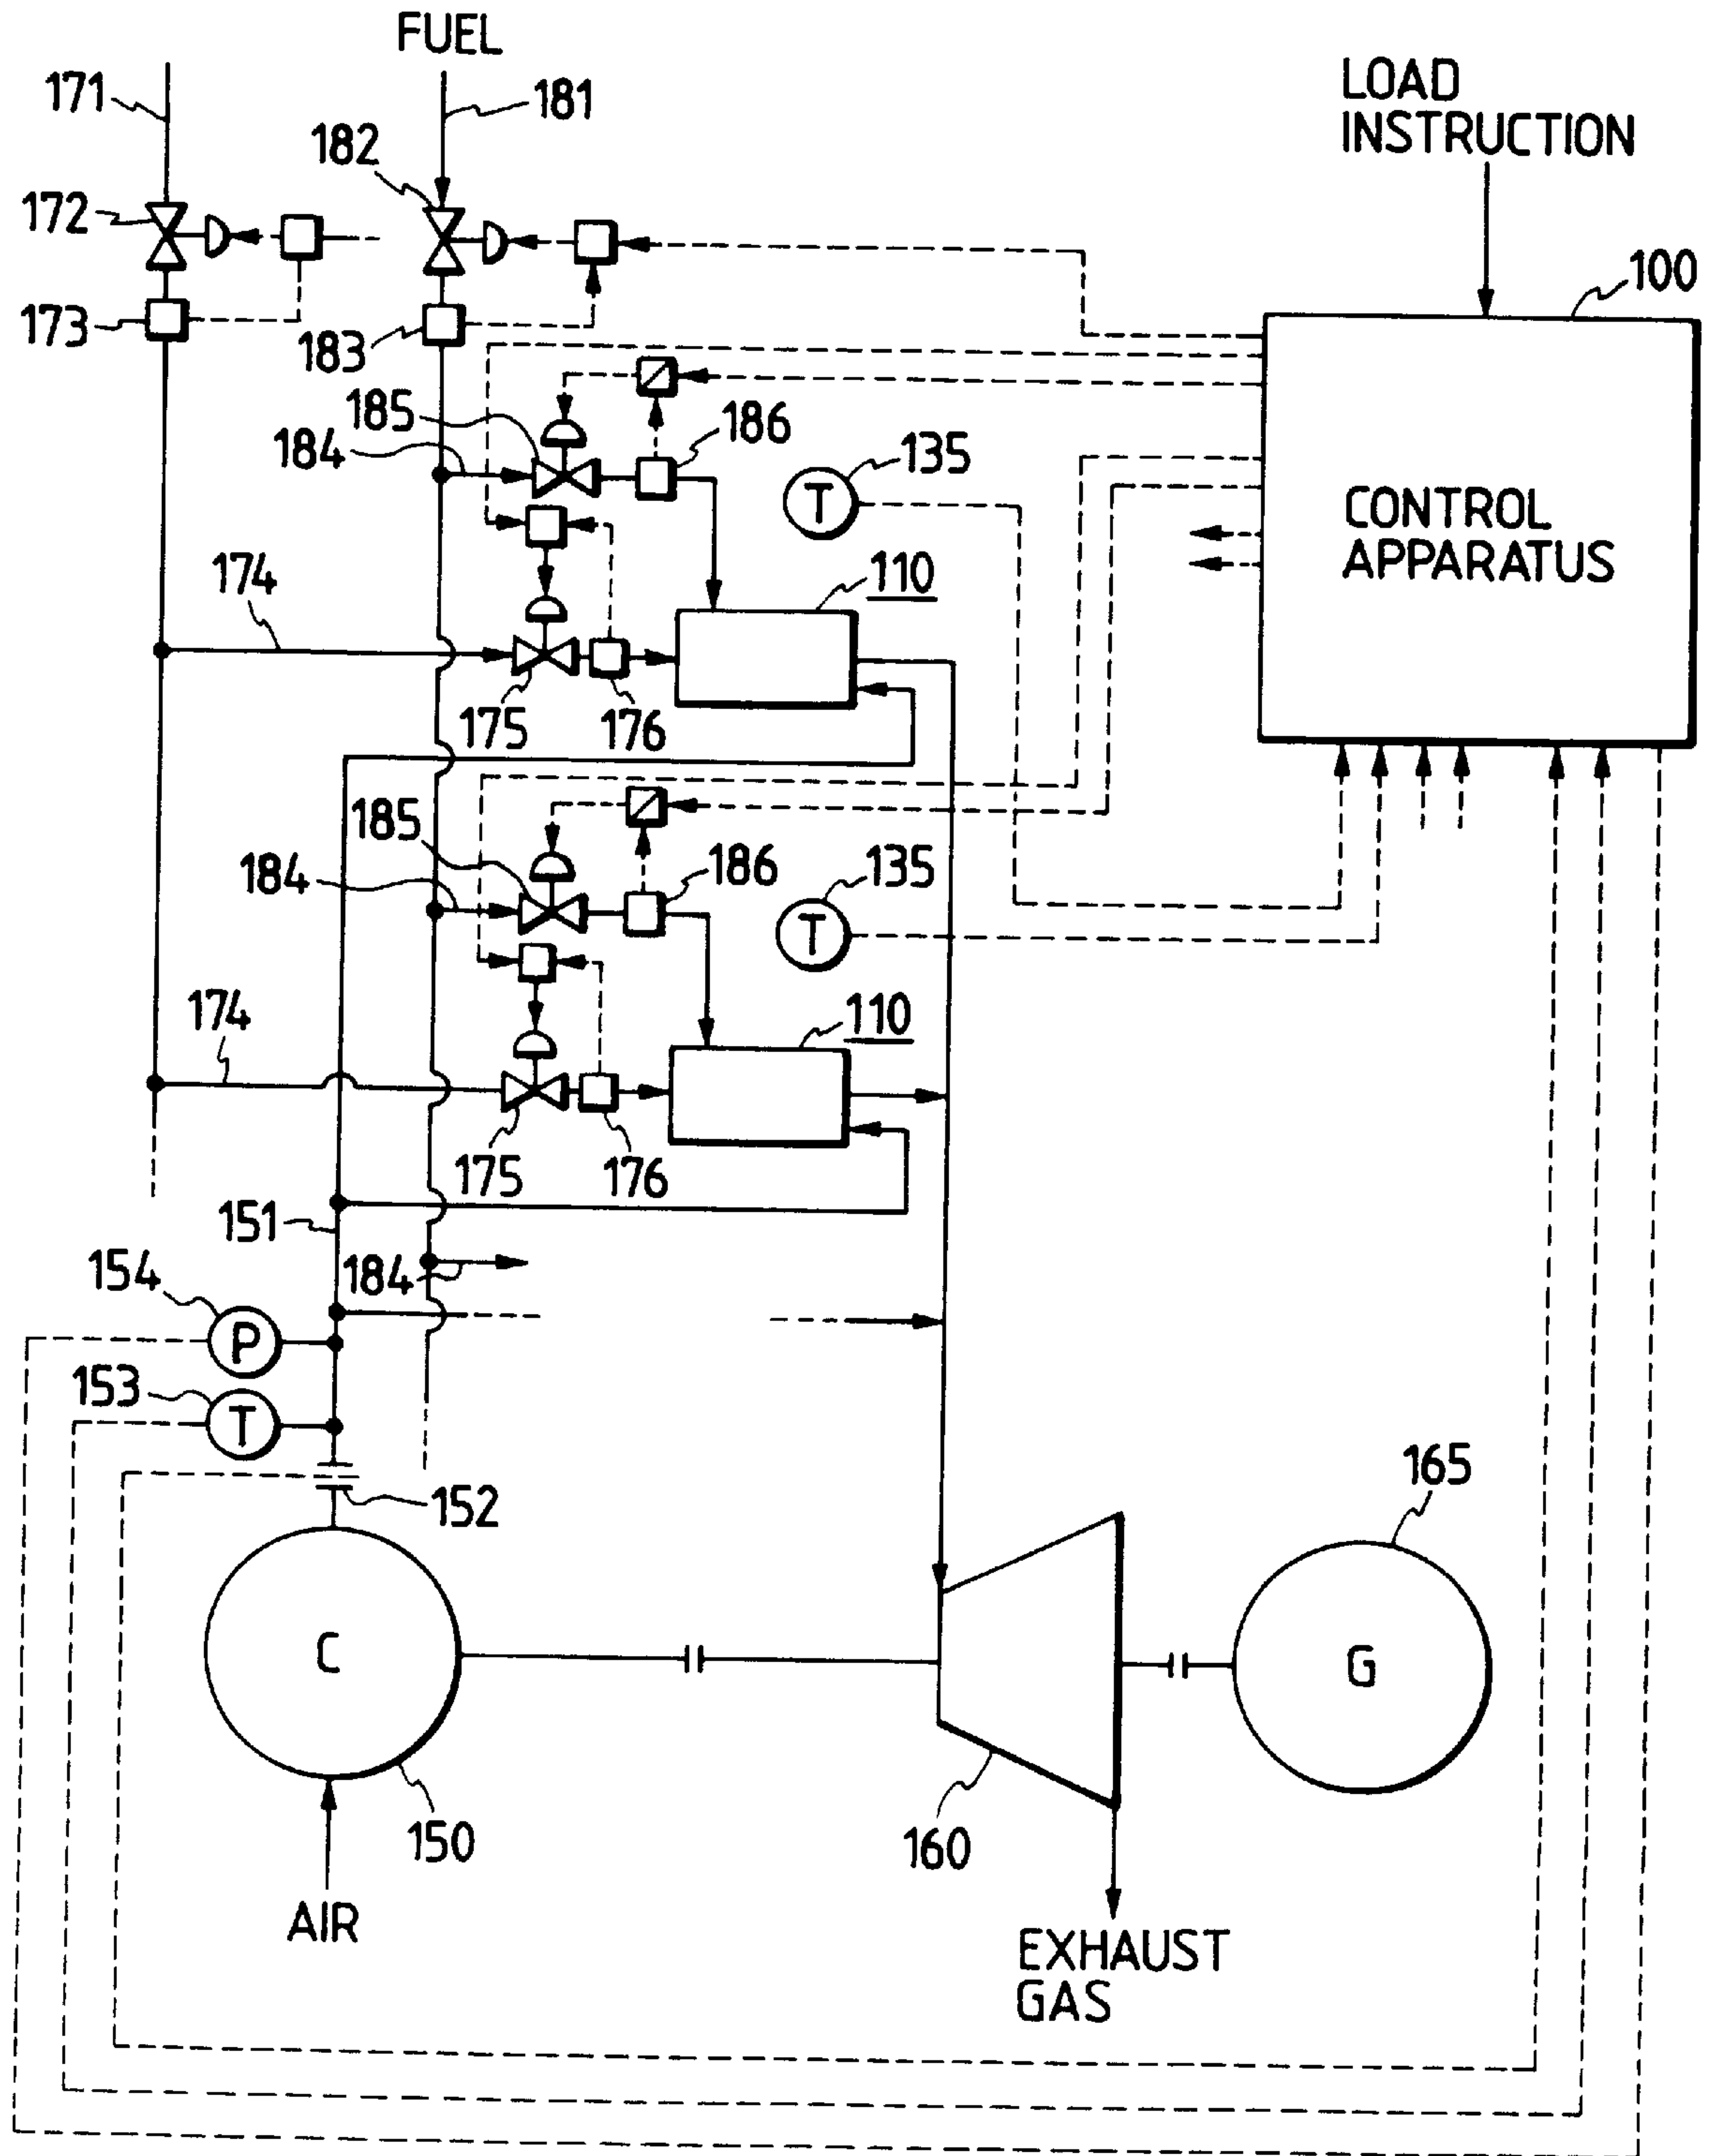 FUEL
171
181
LOAD
INSTRUCTION
182
172
100
173
183
185
184
186
135
CONTROL
APPARATUS
174
110
175
176
185
184
186
135
174
110
175
176
151
154
184
P
153
T
152
165
C
G
150
160
AIR
EXHAUST
GAS
T
T